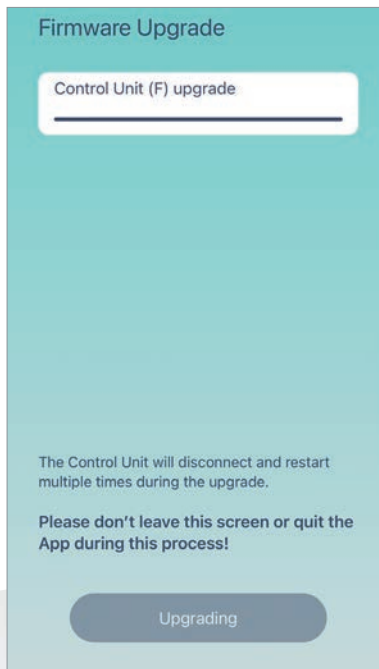 Firmware Upgrade
Control Unit (F) upgrade
The Control Unit will disconnect and restart
multiple times during the upgrade.
Please don't leave this screen or quit the
App during this process!
Upgrading